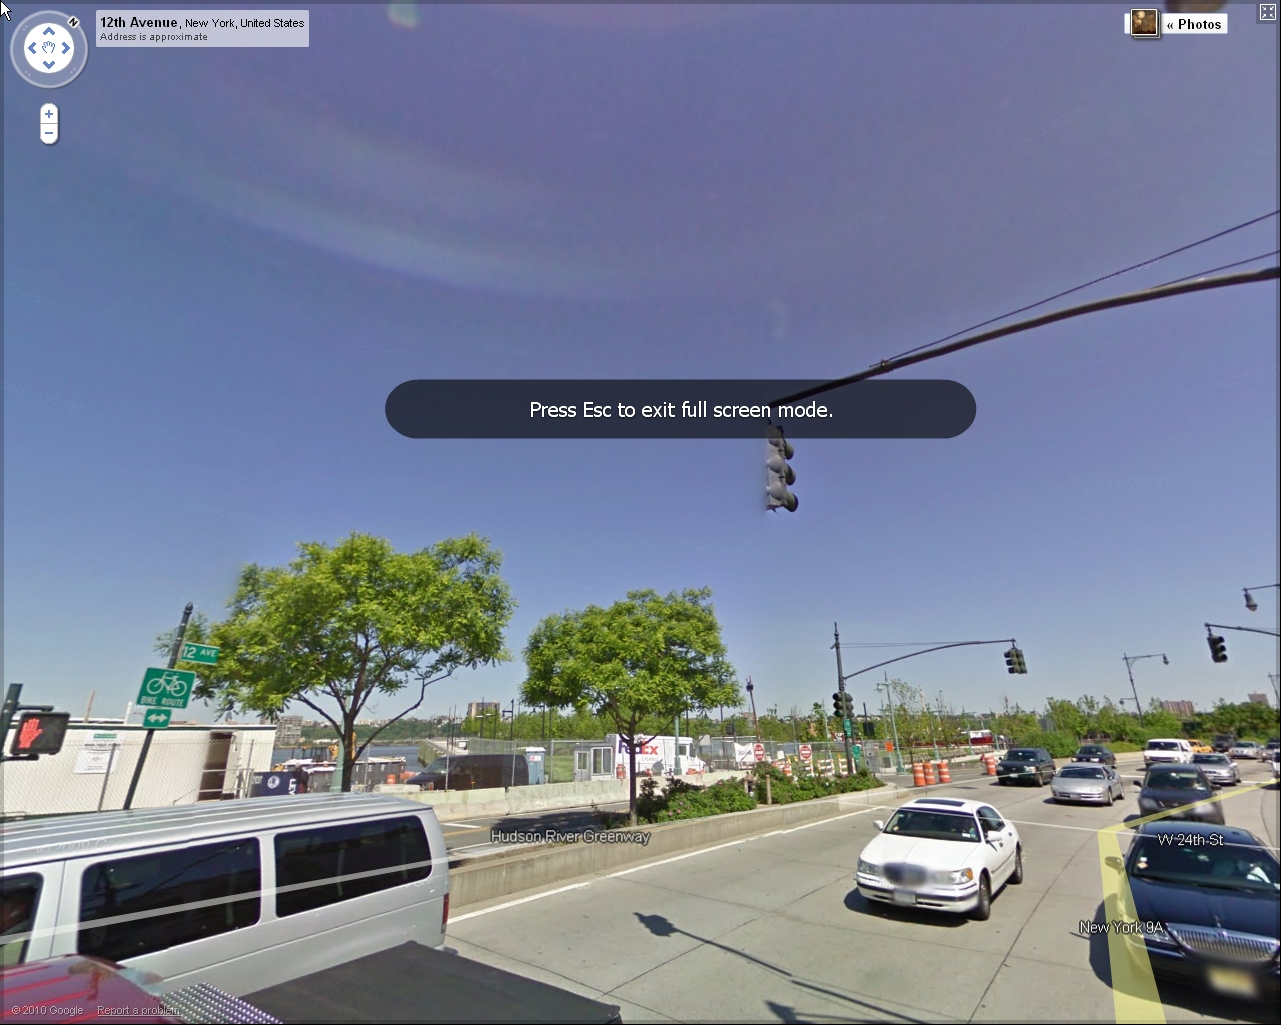 N
12th Avenue, New York, United States
Address is approximate
« Photos
+
−
Press Esc to exit full screen mode.
12 AVE
BIKE ROUTE
FedEx
Hudson River Greenway
W 24th St
New York 9A
© 2010 Google Report a problem